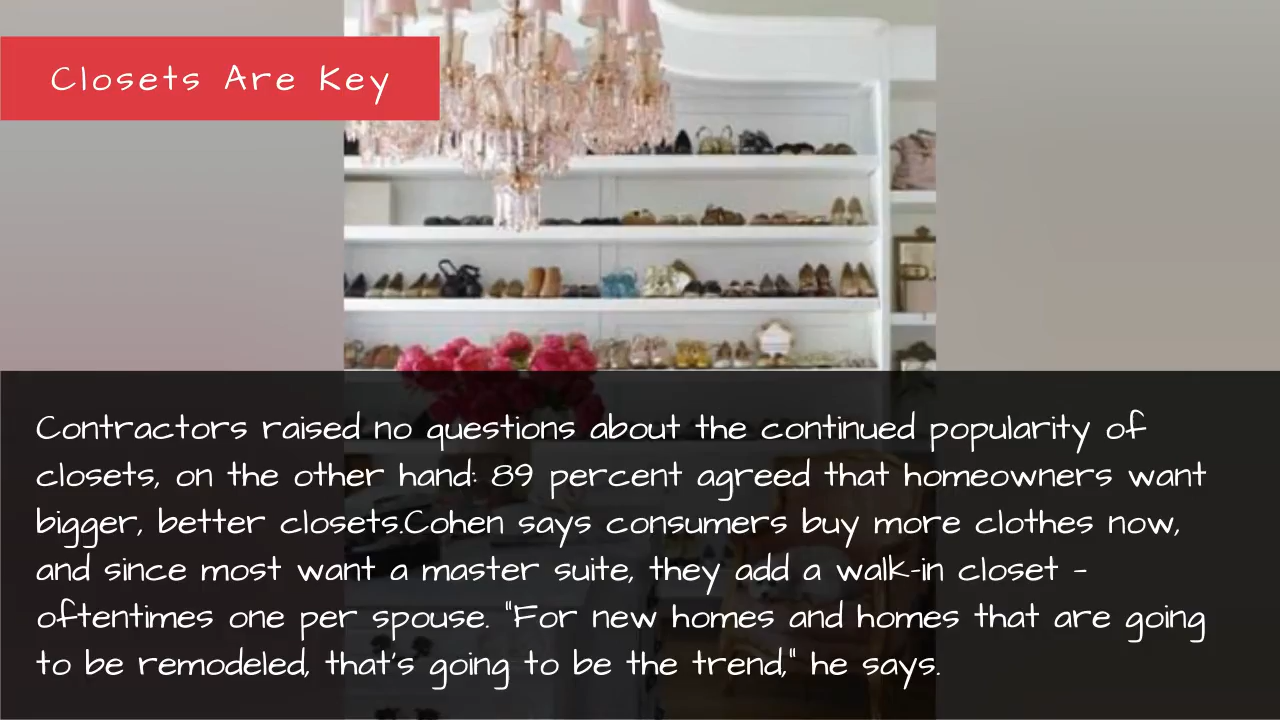 Closets Are Key
Contractors raised no questions about the continued popularity of
closets, on the other hand: 89 percent agreed that homeowners want
bigger, better closets.Cohen says consumers buy more clothes now,
and since most want a master suite, they add a walk-in closet -
oftentimes one per spouse. "For new homes and homes that are going
to be remodeled, that's going to be the trend," he says.